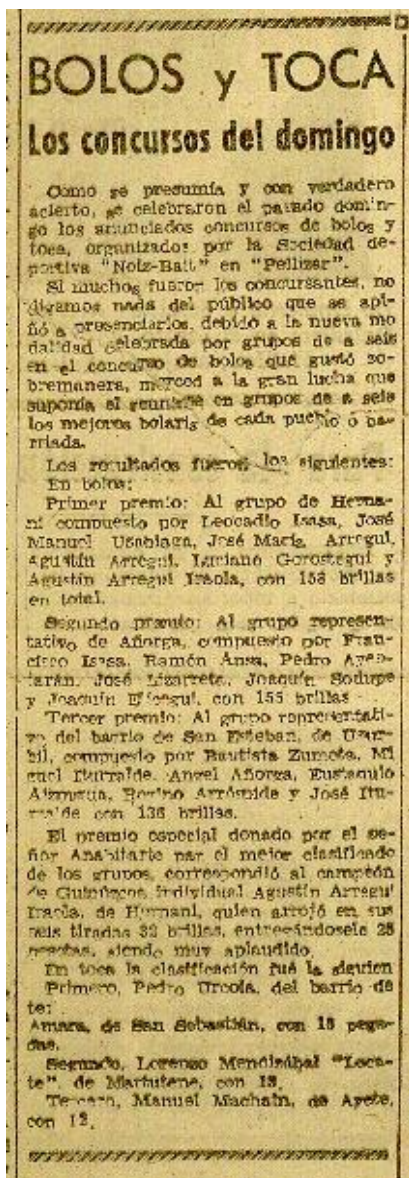 BOLOS y TOCA
Los concursos del domingo
Como se presumía y con verdadero
acierto, se celebraron el pasado domin-
go los anunciados concursos de bolos y
toca, organizados por la Sociedad de-
portiva "Noiz-Bait" en "Pellizar".
Si muchos fueron los concursantes, no
digamos nada del público que se api-
ñó a presenciarlos, debido a la nueva mo
dalidad celebrada por grupos de a seis
en el concurso de bolos que gustó so-
bremanera, merced a la gran lucha que
suponía el reunirse en grupos de a seis
los mejores bolaris de cada pueblo o ba-
rriada.
Los resultados fueron los siguientes:
En bolos:
Primer premio: Al grupo de Herna-
ni compuesto por Leocadio Isasa, José
Manuel Usabiaga, José María Arregui,
Agustín Arregui, Luciano Gorostegui y
Agustín Arregui Iraola, con 158 brillas
en total.
Segundo premio: Al grupo represen-
tativo de Añorga, compuesto por Fran-
cisco Isasa, Ramón Ansa, Pedro
José Lizarreta, Joaquín Sodupe
y Joaquín con 155 brillas
Tercer premio: Al grupo representati-
vo del barrio de San Esteban, de Usur-
bil, compuesto por Bautista Zumeta, Mi
guel Iturralde, Angel Añorga, Eustaquio
Aizpurua, Arróspide y José Itu-
rralde con 136 brillas.
El premio especial donado por el se-
ñor Anabitarte par el mejor clasificado
de los grupos, correspondió al campeón
de Guipúzcoa individual Agustín Arregui
Iraola, de Hernani, quien arrojó en sus
seis tiradas 32 brillas, entregándosele 25
pesetas, siendo muy aplaudido.
En toca la clasificación fué la siguien
Primero, Pedro Urcola, del barrio de
te:
Amara, de San Sebastián, con 15 pega-
das.
Segundo, Lorenzo Mendizábal "Loca-
te", de Martutene, con 13.
Tercero, Manuel Machain, de Ayete,
con 12.